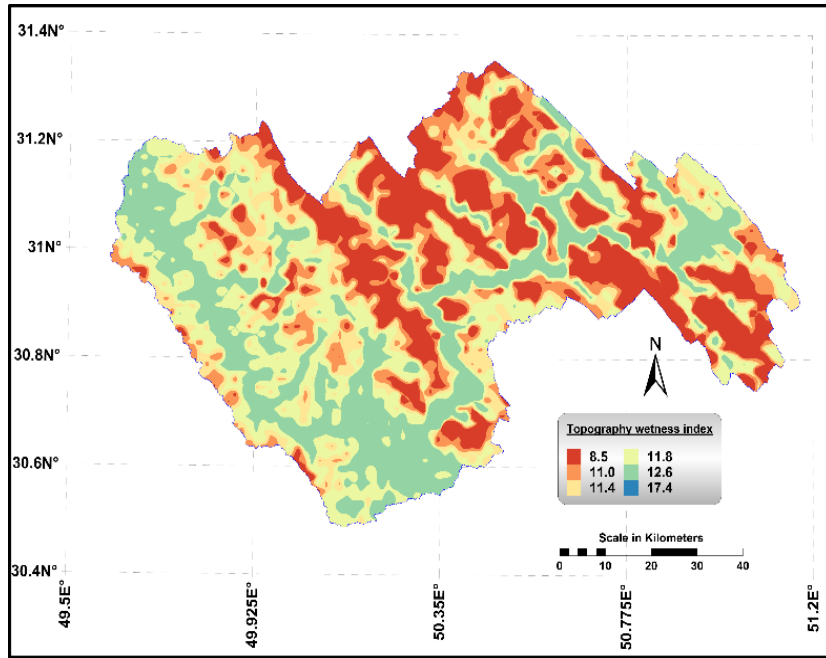 31.4N°
31.2N°
31N°
30.8N°
30.6N°
30.4N°
N
Topography wetness index
8.5 11.8
11.0 12.6
11.4 17.4
Scale in Kilometers
0 10 20 30 40
49.5E° 49.925E° 50.35E° 50.775E° 51.2E°